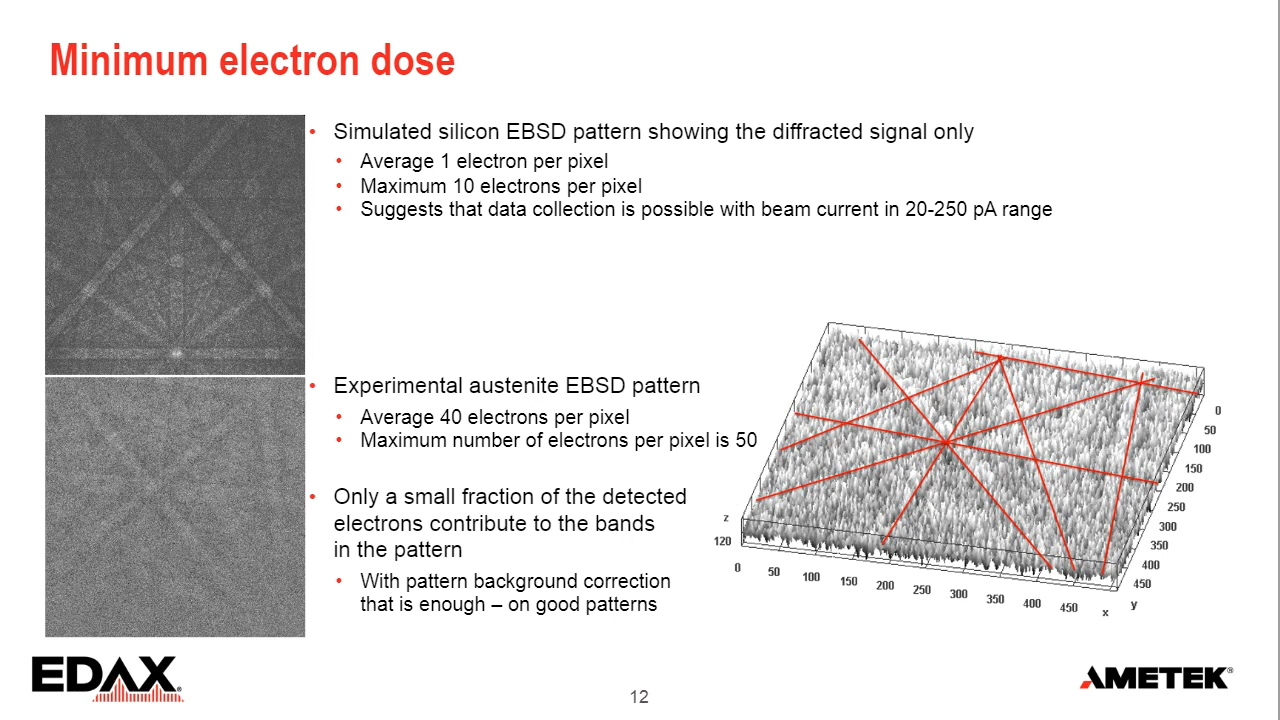 Minimum electron dose
• Simulated silicon EBSD pattern showing the diffracted signal only
• Average 1 electron per pixel
• Maximum 10 electrons per pixel
• Suggests that data collection is possible with beam current in 20-250 pA range
• Experimental austenite EBSD pattern
• Average 40 electrons per pixel
• Maximum number of electrons per pixel is 50
• Only a small fraction of the detected
electrons contribute to the bands
in the pattern
• With pattern background correction
that is enough – on good patterns
z
120
0
50
100
150
200
250
300
350
400
450
x
0
50
100
150
200
250
300
350
400
450
y
EDAX®
12
AMETEK®